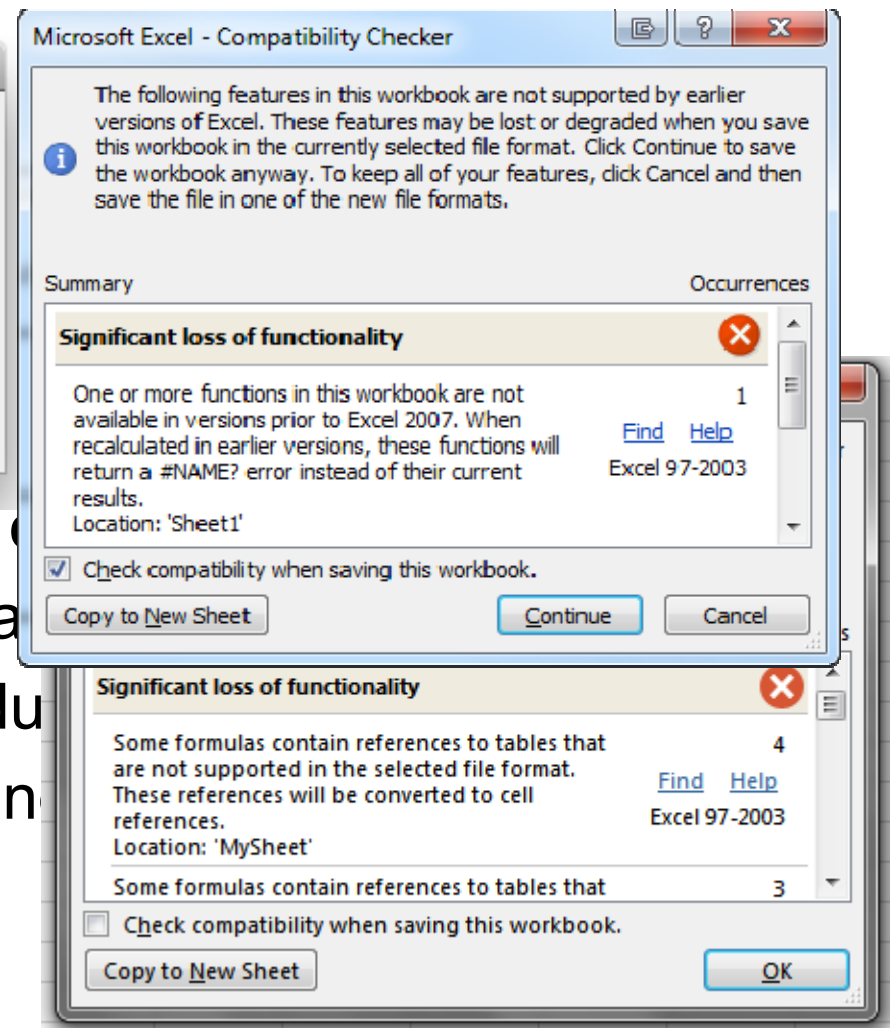 Microsoft Excel - Compatibility Checker
The following features in this workbook are not supported by earlier
versions of Excel. These features may be lost or degraded when you save
this workbook in the currently selected file format. Click Continue to save
the workbook anyway. To keep all of your features, click Cancel and then
save the file in one of the new file formats.
Summary Occurrences
Significant loss of functionality
One or more functions in this workbook are not 1
available in versions prior to Excel 2007. When
recalculated in earlier versions, these functions will Find Help
return a #NAME? error instead of their current Excel 97-2003
results.
Location: 'Sheet1'
Check compatibility when saving this workbook.
Copy to New Sheet Continue Cancel
Significant loss of functionality
Some formulas contain references to tables that 4
are not supported in the selected file format. Find Help
These references will be converted to cell
references. Excel 97-2003
Location: 'MySheet'
Some formulas contain references to tables that 3
Check compatibility when saving this workbook.
Copy to New Sheet OK